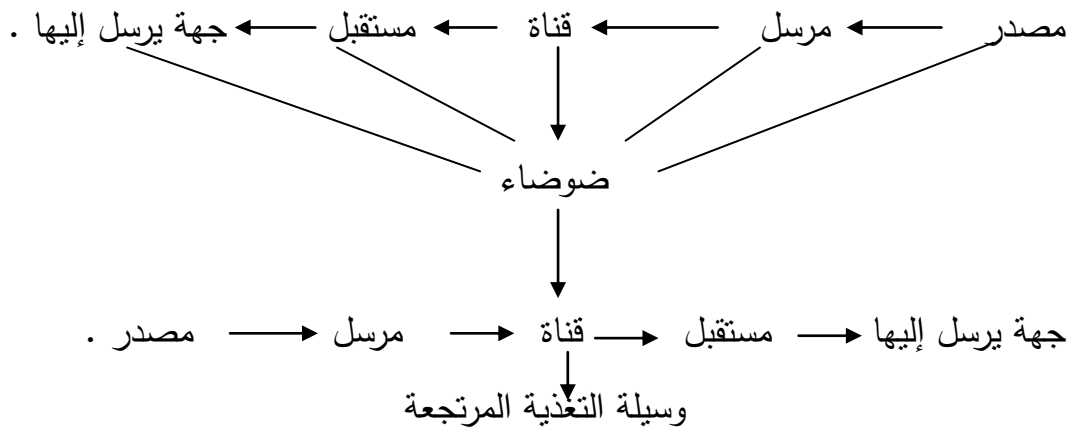 مصدر مرسل قناة مستقبل جهة يرسل إليها .
ضوضاء
جهة يرسل إليها مستقبل قناة مرسل مصدر .
وسيلة التغذية المرتجعة